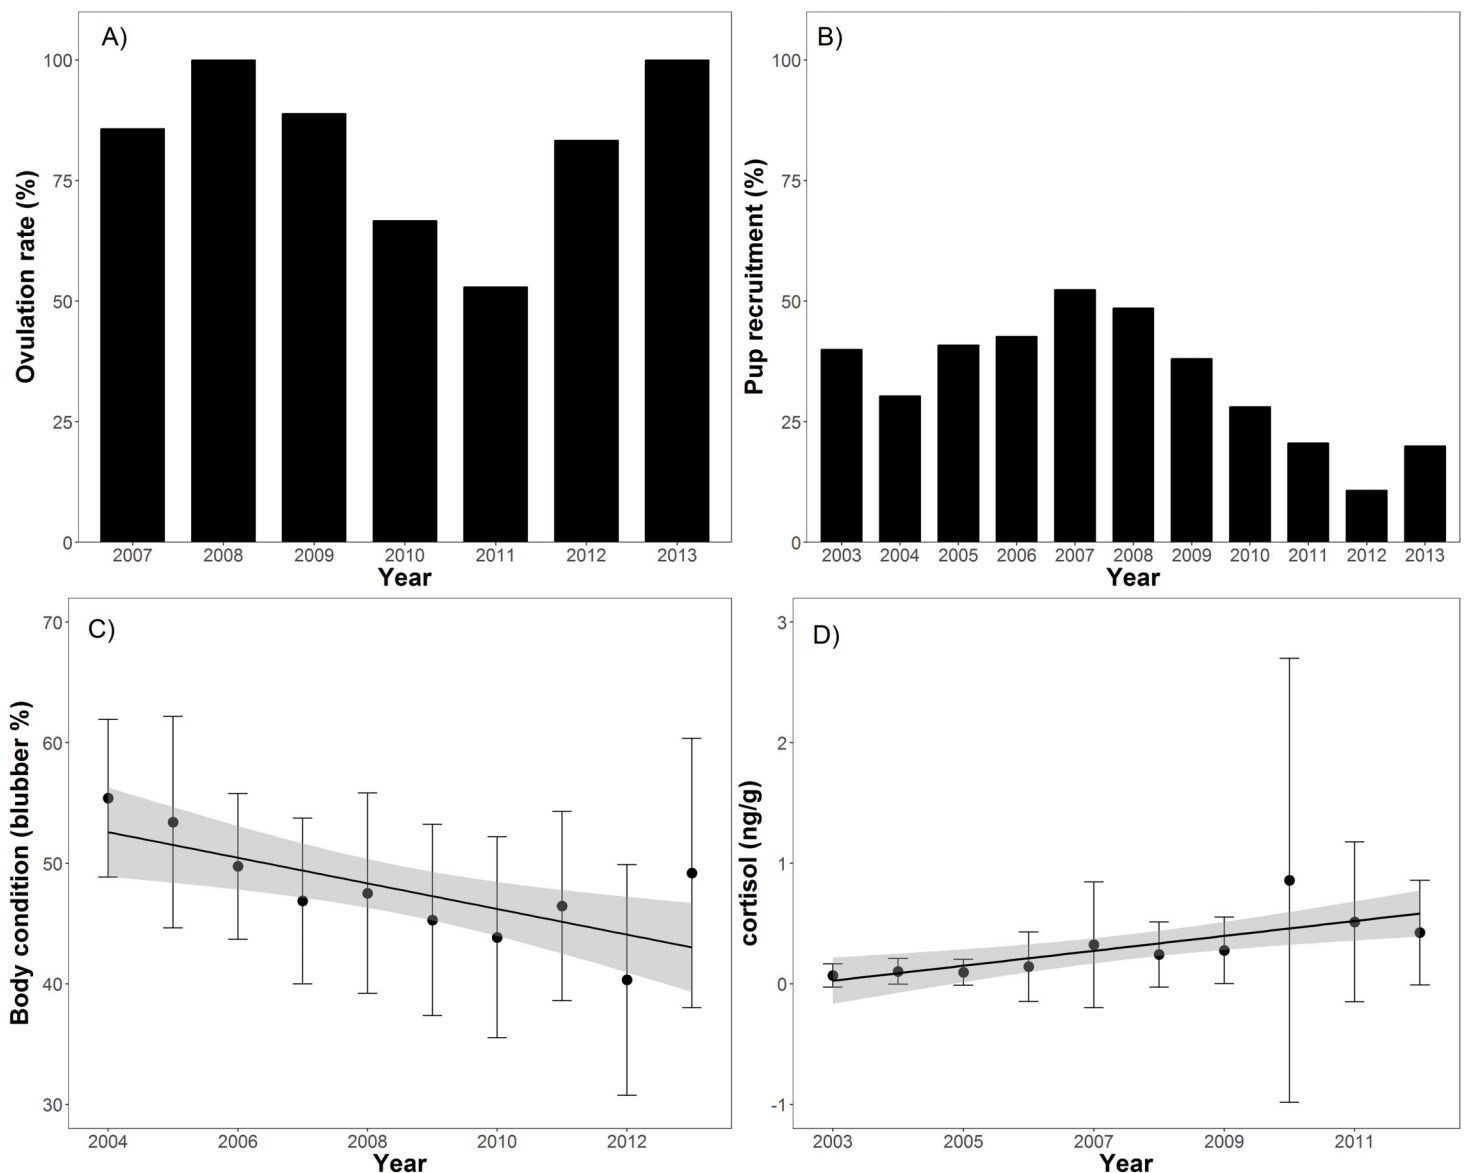 A)
Ovulation rate (%)
100
75
50
25
0
2007 2008 2009 2010 2011 2012 2013
Year
B)
Pup recruitment (%)
100
75
50
25
0
2003 2004 2005 2006 2007 2008 2009 2010 2011 2012 2013
Year
C)
Body condition (blubber %)
70
60
50
40
30
2004 2006 2008 2010 2012
Year
D)
cortisol (ng/g)
3
2
1
0
-1
2003 2005 2007 2009 2011
Year